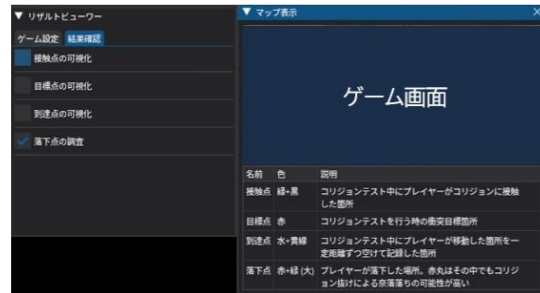 ▼ リザルトビューワー
ゲーム設定 結果確認
接触点の可視化
目標点の可視化
到達点の可視化
落下点の調査
▼ マップ表示
ゲーム画面
名前 色 説明
接触点 緑+黒 コリジョンテスト中にプレイヤーがコリジョンに接触
した箇所
目標点 赤 コリジョンテストを行う時の衝突目標箇所
到達点 水+黄線 コリジョンテスト中にプレイヤーが移動した箇所を一
定距離ずつ空けて記録した箇所
落下点 赤+緑 (大) プレイヤーが落下した場所。赤丸はその中でもコリジ
ョン抜けによる奈落落ちの可能性が高い